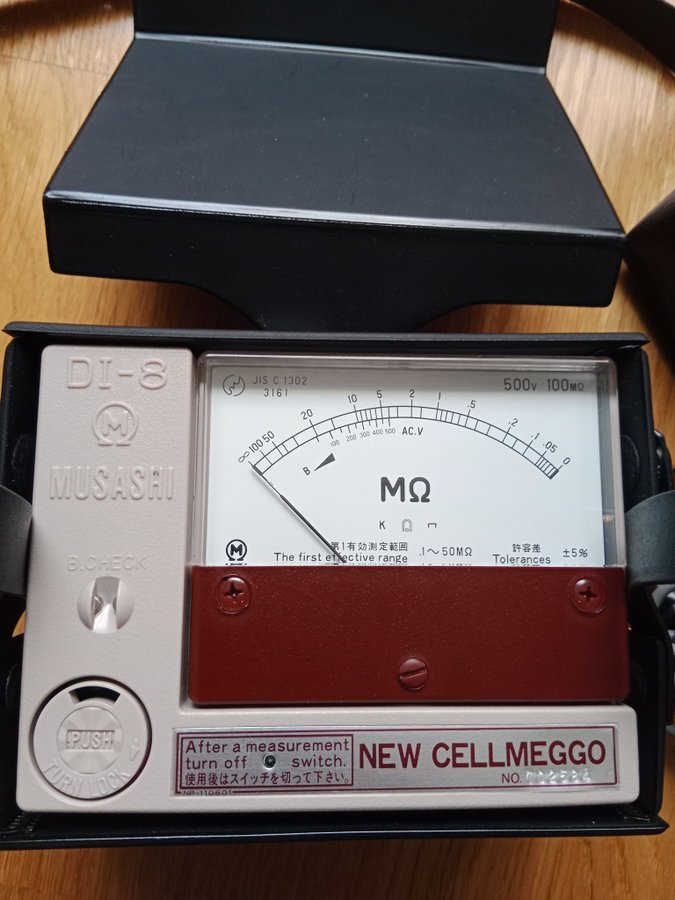 DI-8
MUSASHI
B.CHECK
PUSH
TURN LOCK
JIS C 1302
3161
500V 100MΩ
∞ 100 50 20 10 5 2 1 .5 .2 .1 .05 0
B 100 200 300 400 500 AC.V
MΩ
K
第1有効測定範囲 .1～50MΩ 許容差 ±5%
The first effective range Tolerances
After a measurement
turn off switch.
使用後はスイッチを切って下さい。
NP-110601
NEW CELLMEGGO
NO.